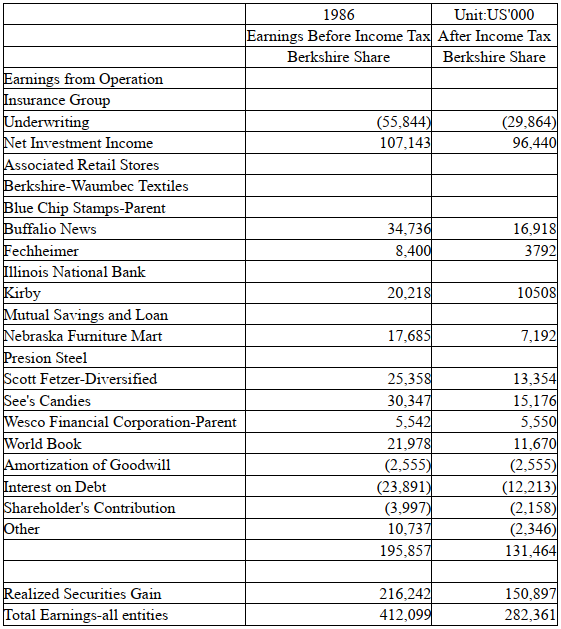 1986 Unit:US'000
Earnings Before Income Tax After Income Tax
Berkshire Share Berkshire Share
Earnings from Operation
Insurance Group
Underwriting (55,844) (29,864)
Net Investment Income 107,143 96,440
Associated Retail Stores
Berkshire-Waumbec Textiles
Blue Chip Stamps-Parent
Buffalio News 34,736 16,918
Fechheimer 8,400 3792
Illinois National Bank
Kirby 20,218 10508
Mutual Savings and Loan
Nebraska Furniture Mart 17,685 7,192
Presion Steel
Scott Fetzer-Diversified 25,358 13,354
See's Candies 30,347 15,176
Wesco Financial Corporation-Parent 5,542 5,550
World Book 21,978 11,670
Amortization of Goodwill (2,555) (2,555)
Interest on Debt (23,891) (12,213)
Shareholder's Contribution (3,997) (2,158)
Other 10,737 (2,346)
195,857 131,464
Realized Securities Gain 216,242 150,897
Total Earnings-all entities 412,099 282,361